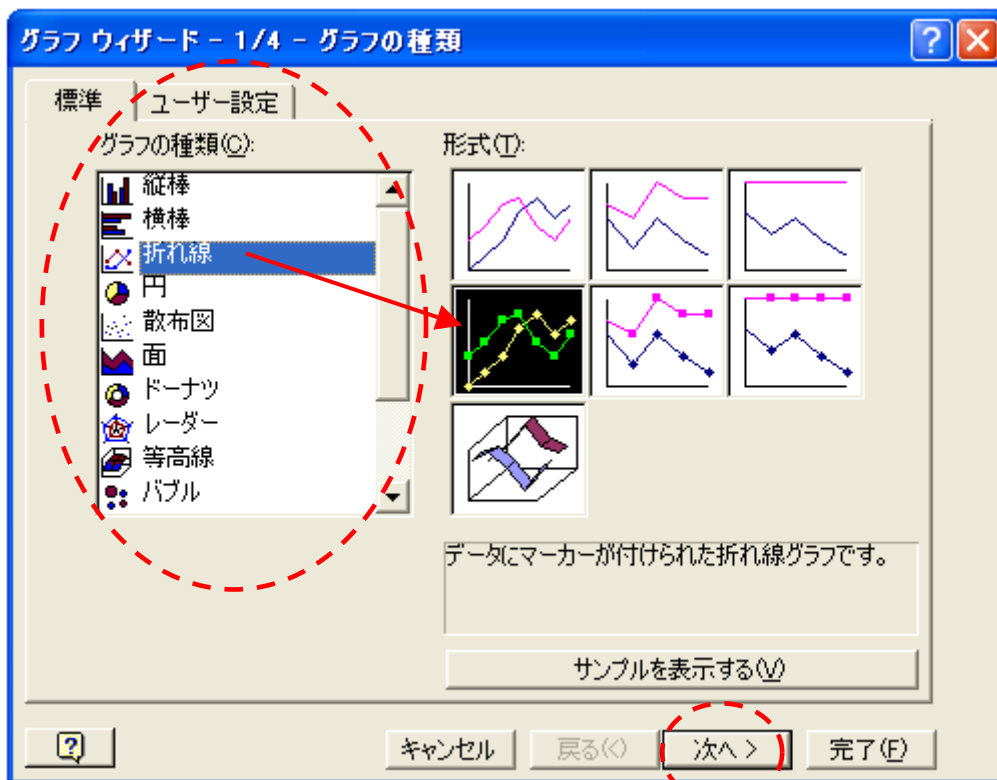 グラフ ウィザード - 1/4 - グラフの種類
標準
ユーザー設定
グラフの種類(C):
縦棒
横棒
折れ線
円
散布図
面
ドーナツ
レーダー
等高線
バブル
形式(T):
データにマーカーが付けられた折れ線グラフです。
サンプルを表示する(V)
キャンセル
戻る(<)
次へ >
完了(F)